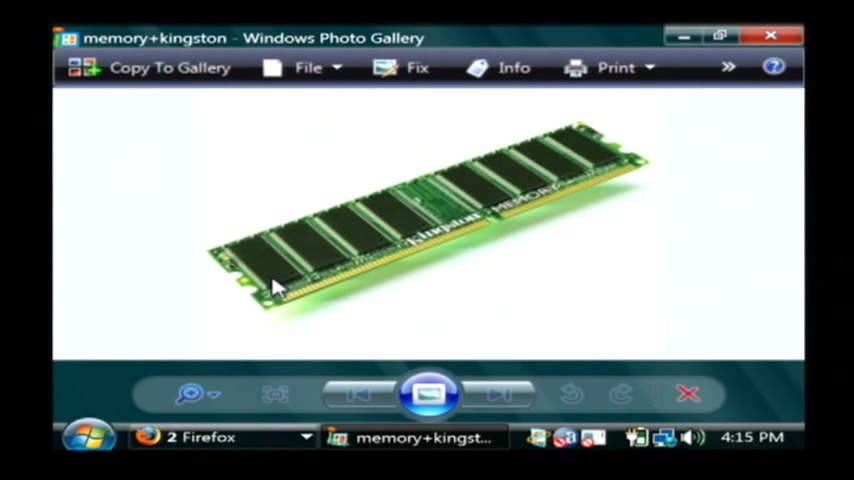 memory+kingston - Windows Photo Gallery
Copy To Gallery File Fix Info Print » ?
Kingston MEMORY
2 Firefox memory+kingst... 4:15 PM